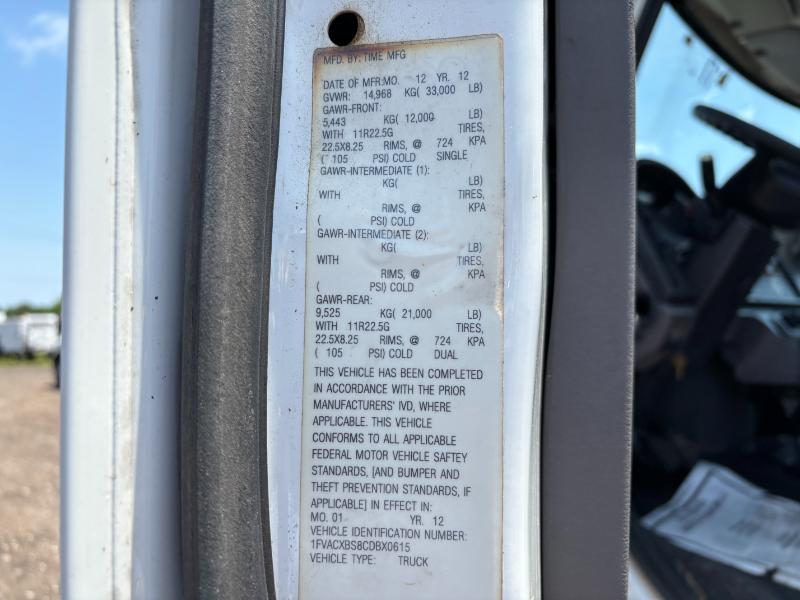 MFD. BY: TIME MFG
DATE OF MFR:MO. 12 YR. 12
GVWR: 14,968 KG( 33,000 LB)
GAWR-FRONT:
5,443 KG( 12,000 LB)
WITH 11R22.5G TIRES,
22.5X8.25 RIMS, @ 724 KPA
( 105 PSI) COLD SINGLE
GAWR-INTERMEDIATE (1):
KG( LB)
WITH TIRES,
RIMS, @ KPA
( PSI) COLD
GAWR-INTERMEDIATE (2):
KG( LB)
WITH TIRES,
RIMS, @ KPA
( PSI) COLD
GAWR-REAR:
9,525 KG( 21,000 LB)
WITH 11R22.5G TIRES,
22.5X8.25 RIMS, @ 724 KPA
( 105 PSI) COLD DUAL
THIS VEHICLE HAS BEEN COMPLETED
IN ACCORDANCE WITH THE PRIOR
MANUFACTURERS' IVD, WHERE
APPLICABLE. THIS VEHICLE
CONFORMS TO ALL APPLICABLE
FEDERAL MOTOR VEHICLE SAFTEY
STANDARDS, [AND BUMPER AND
THEFT PREVENTION STANDARDS, IF
APPLICABLE] IN EFFECT IN:
MO. 01 YR. 12
VEHICLE IDENTIFICATION NUMBER:
1FVACXBS8CDBX0615
VEHICLE TYPE: TRUCK